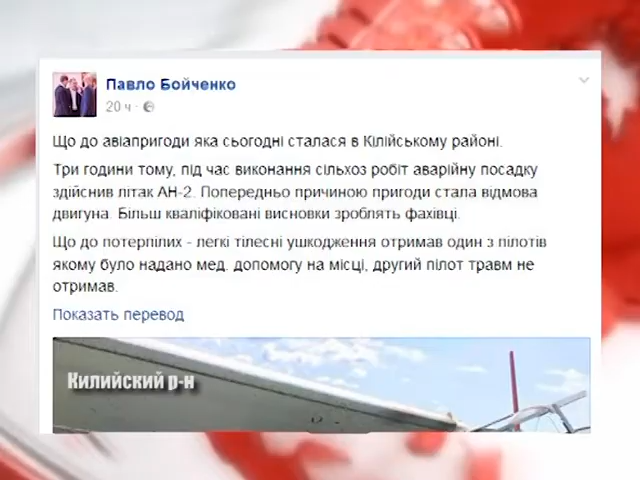 Павло Бойченко
20 ч ·
Що до авіапригоди яка сьогодні сталася в Кілійському районі.
Три години тому, під час виконання сільхоз робіт аварійну посадку
здійснив літак АН-2. Попередньо причиною пригоди стала відмова
двигуна. Більш кваліфіковані висновки зроблять фахівці.
Що до потерпілих - легкі тілесні ушкодження отримав один з пілотів
якому було надано мед. допомогу на місці, другий пілот травм не
отримав.
Показать перевод
Килийский р-н